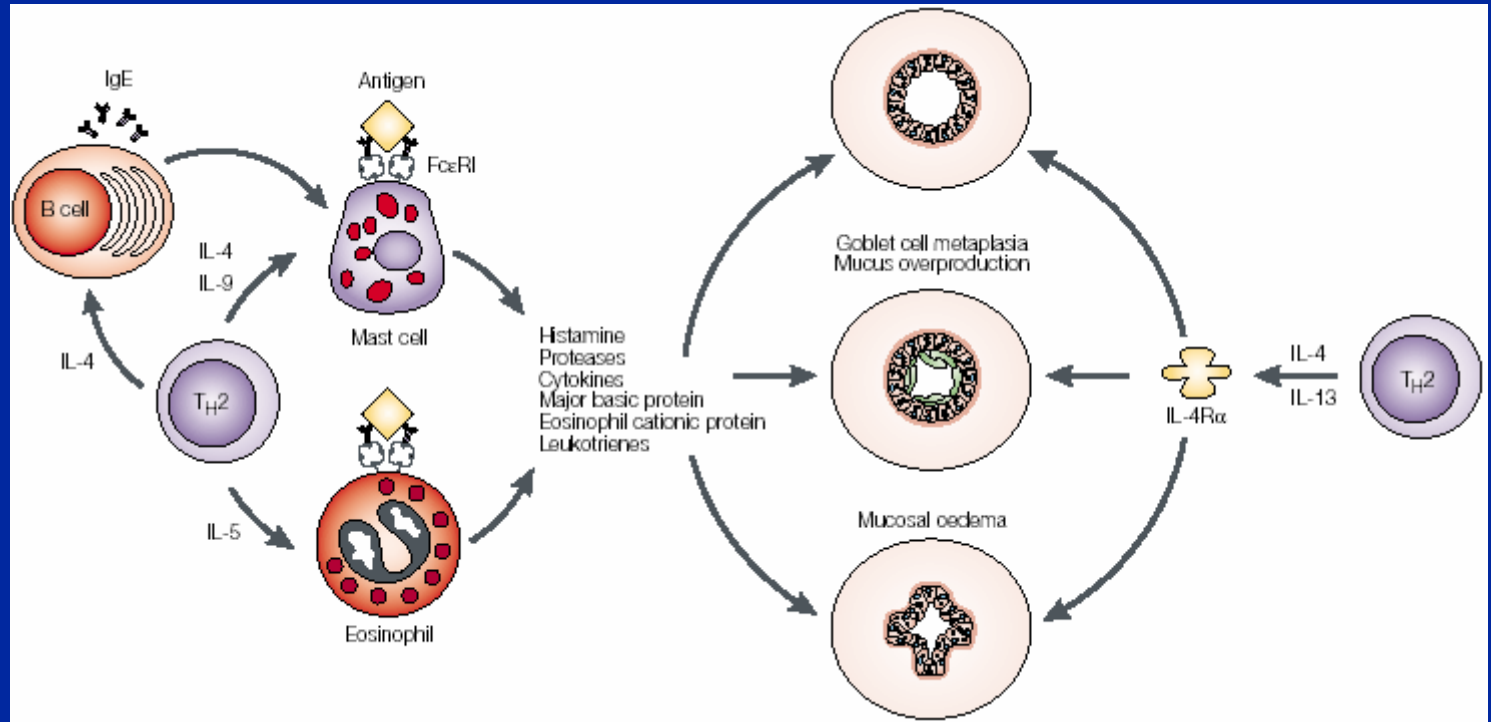 IgE
B cell
IL-4
TH2
IL-4
IL-9
IL-5
Antigen
FcεRI
Mast cell
Eosinophil
Histamine
Proteases
Cytokines
Major basic protein
Eosinophil cationic protein
Leukotrienes
Goblet cell metaplasia
Mucus overproduction
Mucosal oedema
IL-4Rα
IL-4
IL-13
TH2